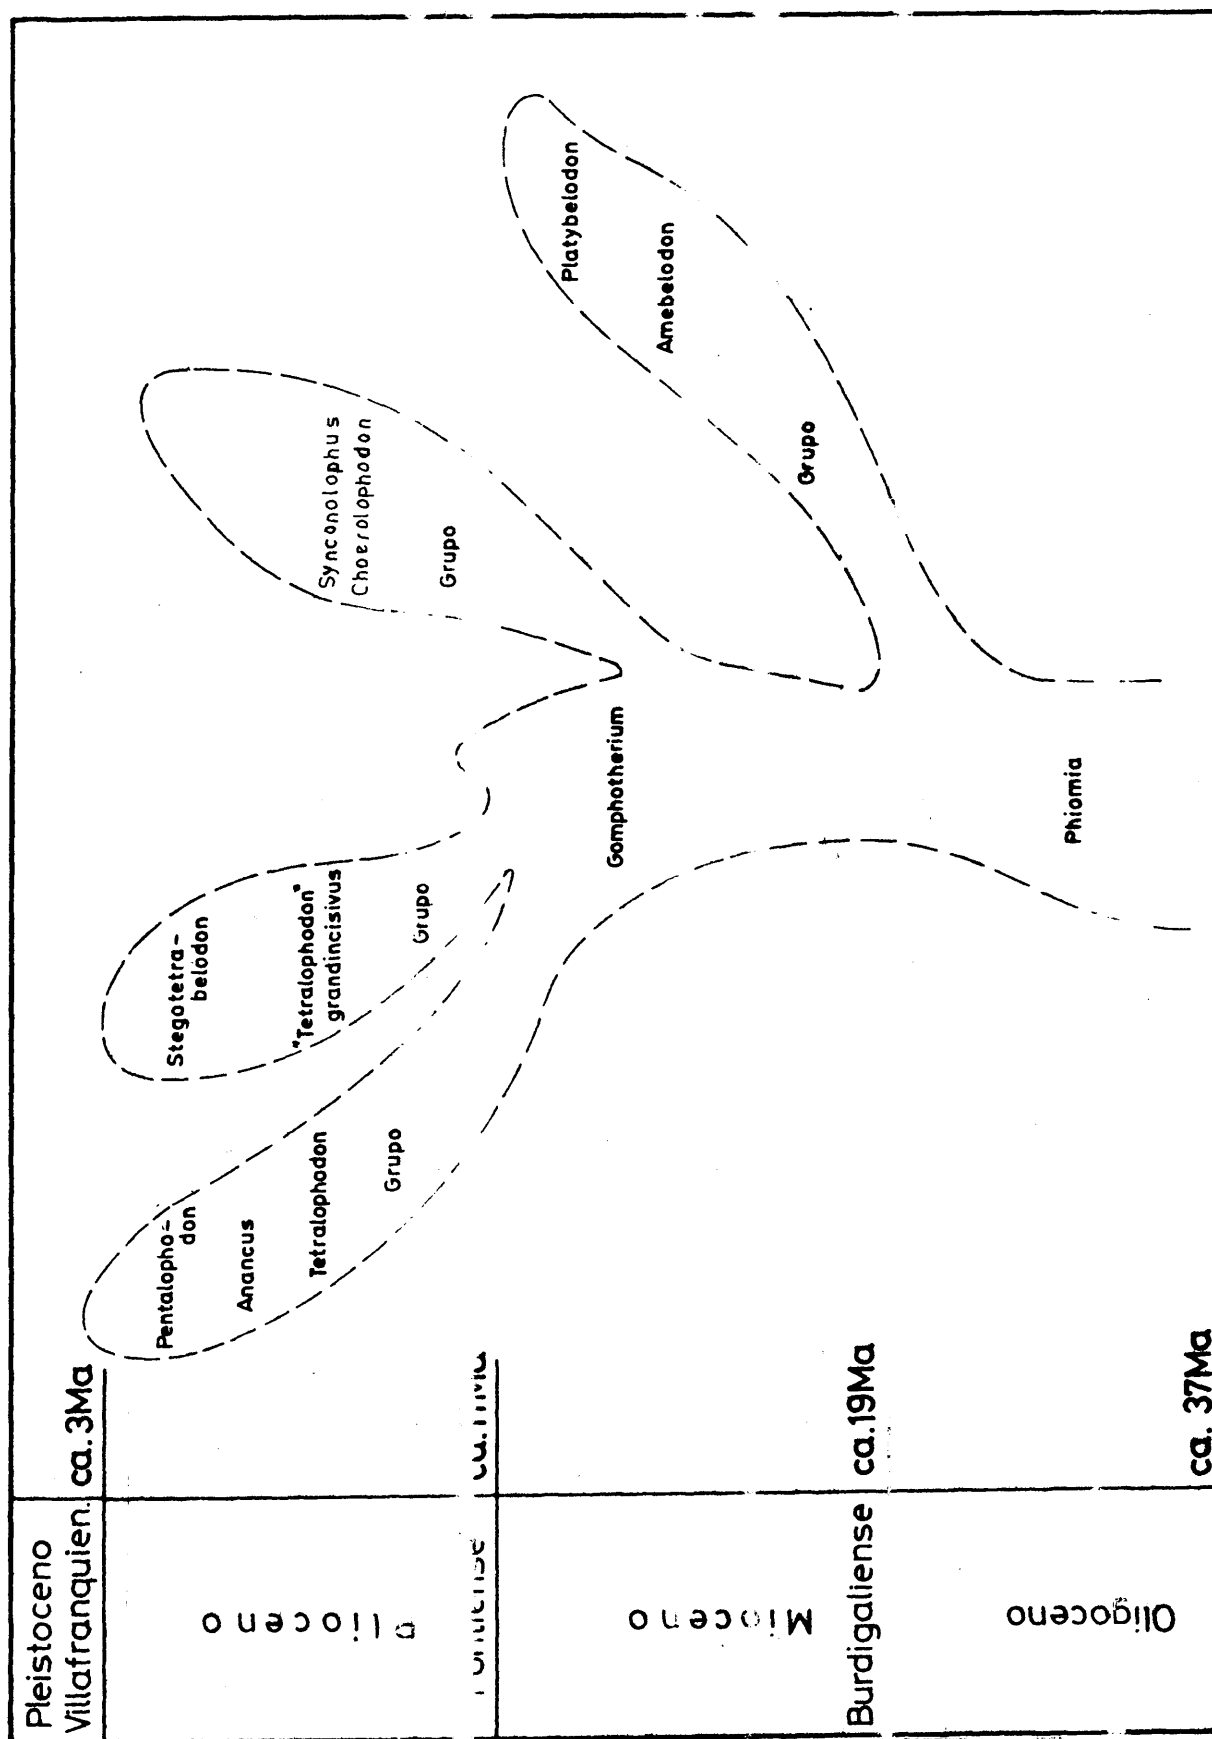 Pleistoceno
Villafranquien. ca.3Ma
Plioceno
Mioceno
Burdigaliense ca.19Ma
Oligoceno
ca. 37Ma
Pentalopho-
don
Anancus
Tetralophodon
Grupo
Stegotetra-
belodon
"Tetralophodon"
grandincisivus
Grupo
Synconolophus
Choerolophodon
Grupo
Platybelodon
Amebelodon
Grupo
Gomphotherium
Phiomia